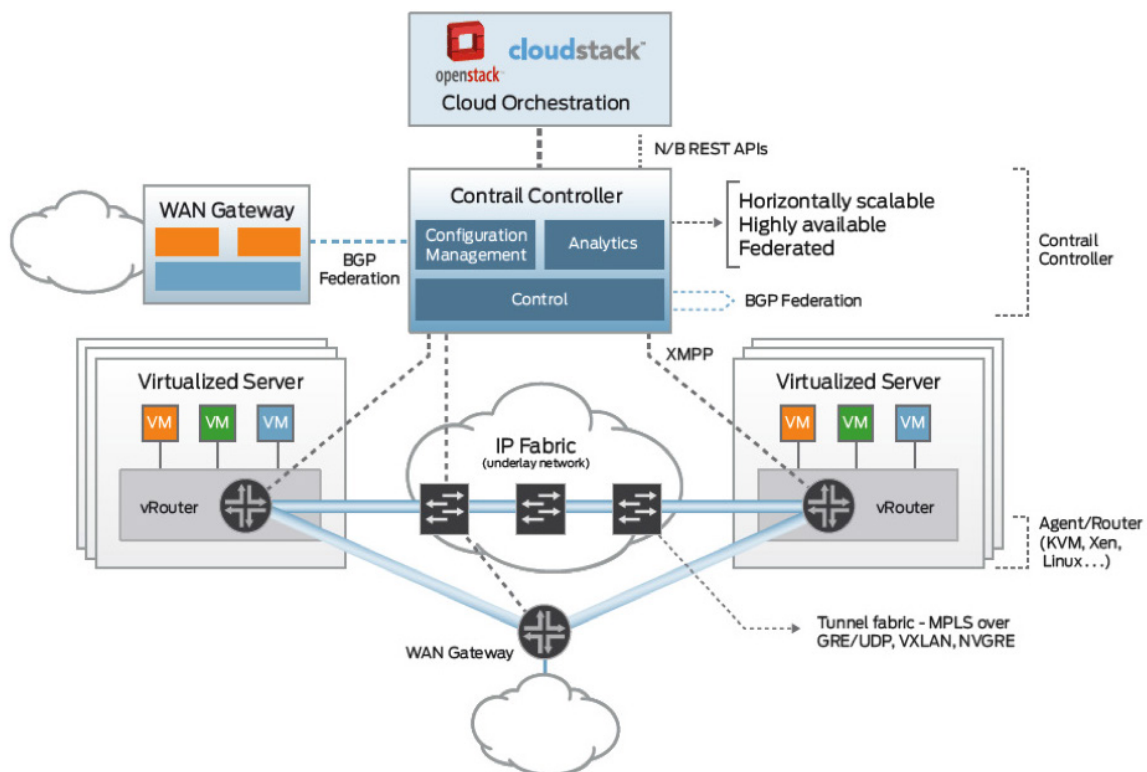 openstack™
cloudstack™
Cloud Orchestration
N/B REST APIs
Contrail Controller
Configuration
Management
Analytics
Control
WAN Gateway
BGP
Federation
Horizontally scalable
Highly available
Federated
Contrail
Controller
BGP Federation
XMPP
Virtualized Server
VM
VM
VM
vRouter
IP Fabric
(underlay network)
Virtualized Server
VM
VM
VM
vRouter
Agent/Router
(KVM, Xen,
Linux . . .)
Tunnel fabric - MPLS over
GRE/UDP, VXLAN, NVGRE
WAN Gateway